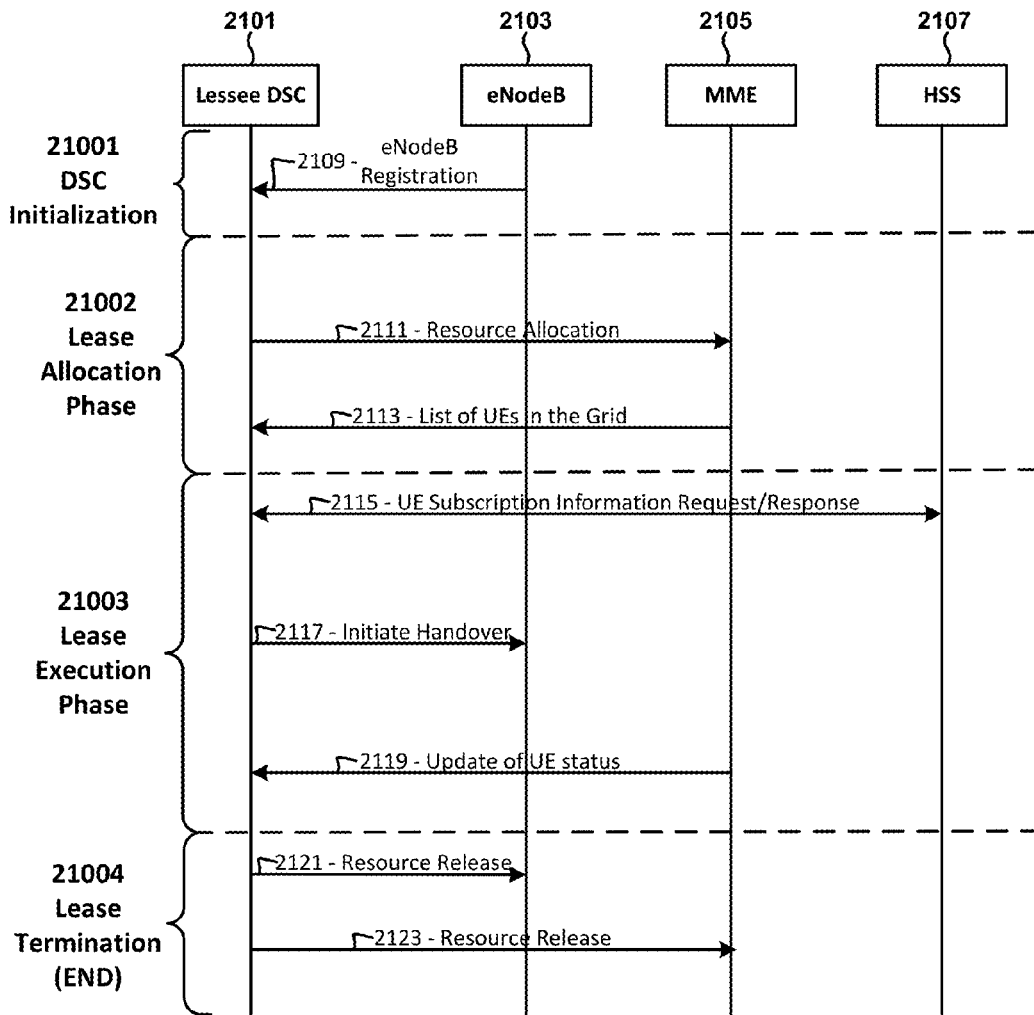 2101 2103 2105 2107
Lessee DSC eNodeB MME HSS
21001
DSC
Initialization
2109 - eNodeB
Registration
21002
Lease
Allocation
Phase
2111 - Resource Allocation
2113 - List of UEs in the Grid
21003
Lease
Execution
Phase
2115 - UE Subscription Information Request/Response
2117 - Initiate Handover
2119 - Update of UE status
21004
Lease
Termination
(END)
2121 - Resource Release
2123 - Resource Release